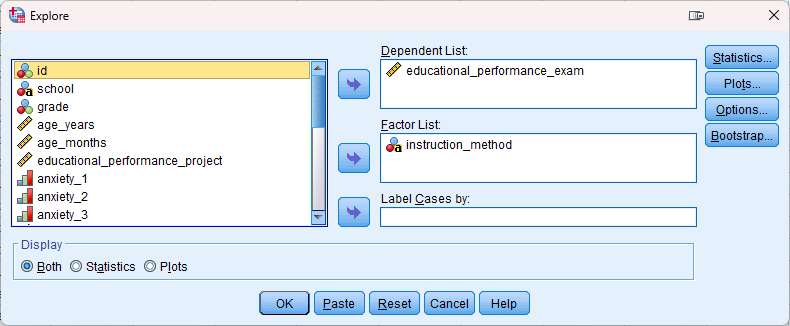 Explore
Dependent List:
id
school
grade
age_years
age_months
educational_performance_project
anxiety_1
anxiety_2
anxiety_3
educational_performance_exam
Factor List:
instruction_method
Label Cases by:
Statistics...
Plots...
Options...
Bootstrap...
Display
Both Statistics Plots
OK Paste Reset Cancel Help